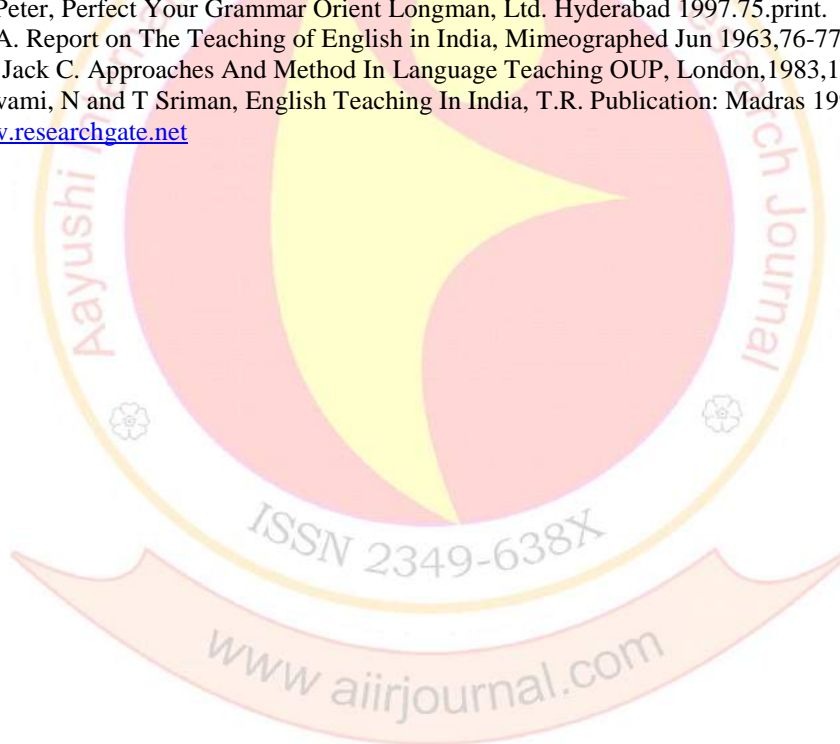 Peter, Perfect Your Grammar Orient Longman, Ltd. Hyderabad 1997.75.print.
A. Report on The Teaching of English in India, Mimeographed Jun 1963,76-77
Jack C. Approaches And Method In Language Teaching OUP, London,1983,1
vami, N and T Sriman, English Teaching In India, T.R. Publication: Madras 19
v.researchgate.net
Aayushi
Journal
ISSN 2349-638X
www aiirjournal.com